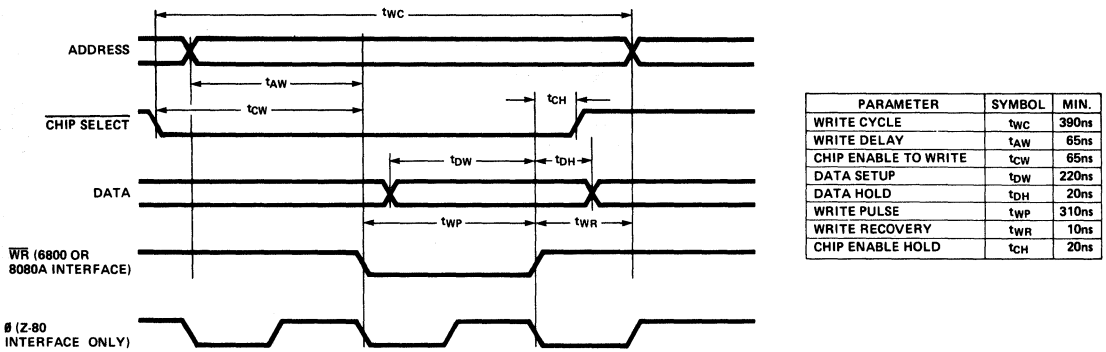 tWC
ADDRESS
tAW
tCW
tCH
CHIP SELECT
tDW
tDH
DATA
tWP
tWR
WR (6800 OR
8080A INTERFACE)
ø (Z-80
INTERFACE ONLY)
PARAMETER SYMBOL MIN.
WRITE CYCLE tWC 390ns
WRITE DELAY tAW 65ns
CHIP ENABLE TO WRITE tCW 65ns
DATA SETUP tDW 220ns
DATA HOLD tDH 20ns
WRITE PULSE tWP 310ns
WRITE RECOVERY tWR 10ns
CHIP ENABLE HOLD tCH 20ns